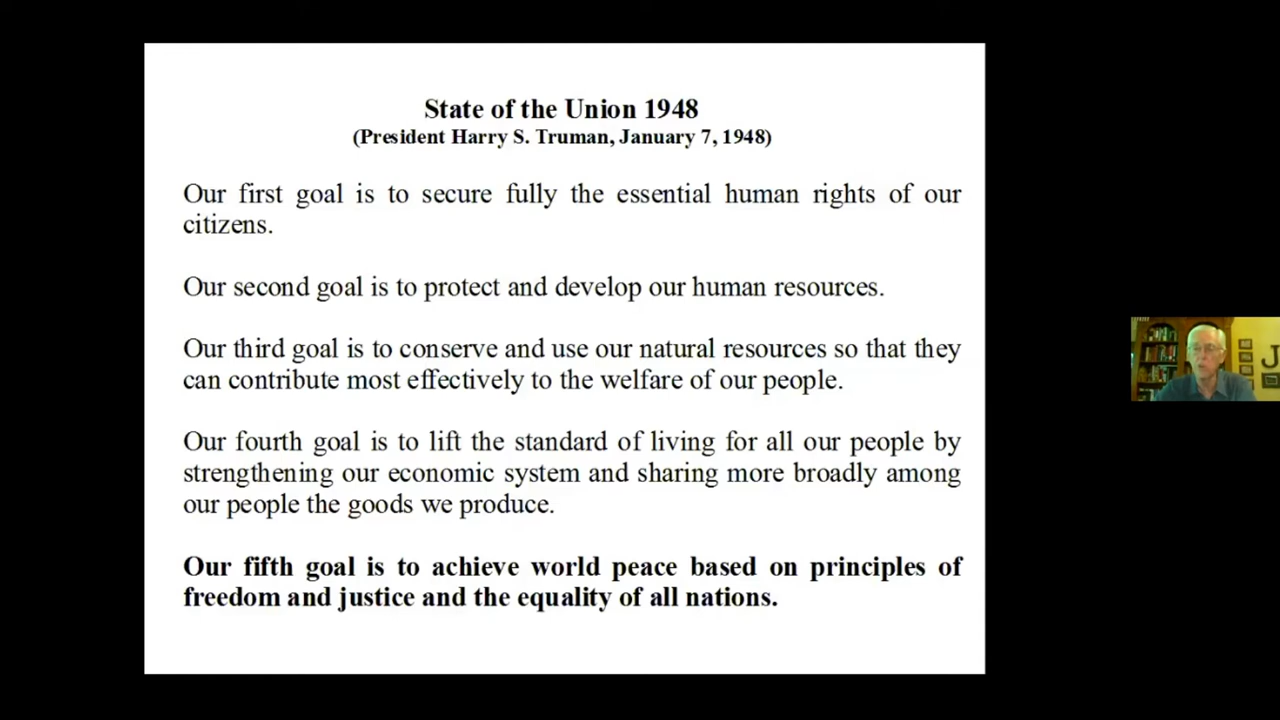 State of the Union 1948
(President Harry S. Truman, January 7, 1948)
Our first goal is to secure fully the essential human rights of our
citizens.
Our second goal is to protect and develop our human resources.
Our third goal is to conserve and use our natural resources so that they
can contribute most effectively to the welfare of our people.
Our fourth goal is to lift the standard of living for all our people by
strengthening our economic system and sharing more broadly among
our people the goods we produce.
Our fifth goal is to achieve world peace based on principles of
freedom and justice and the equality of all nations.
J